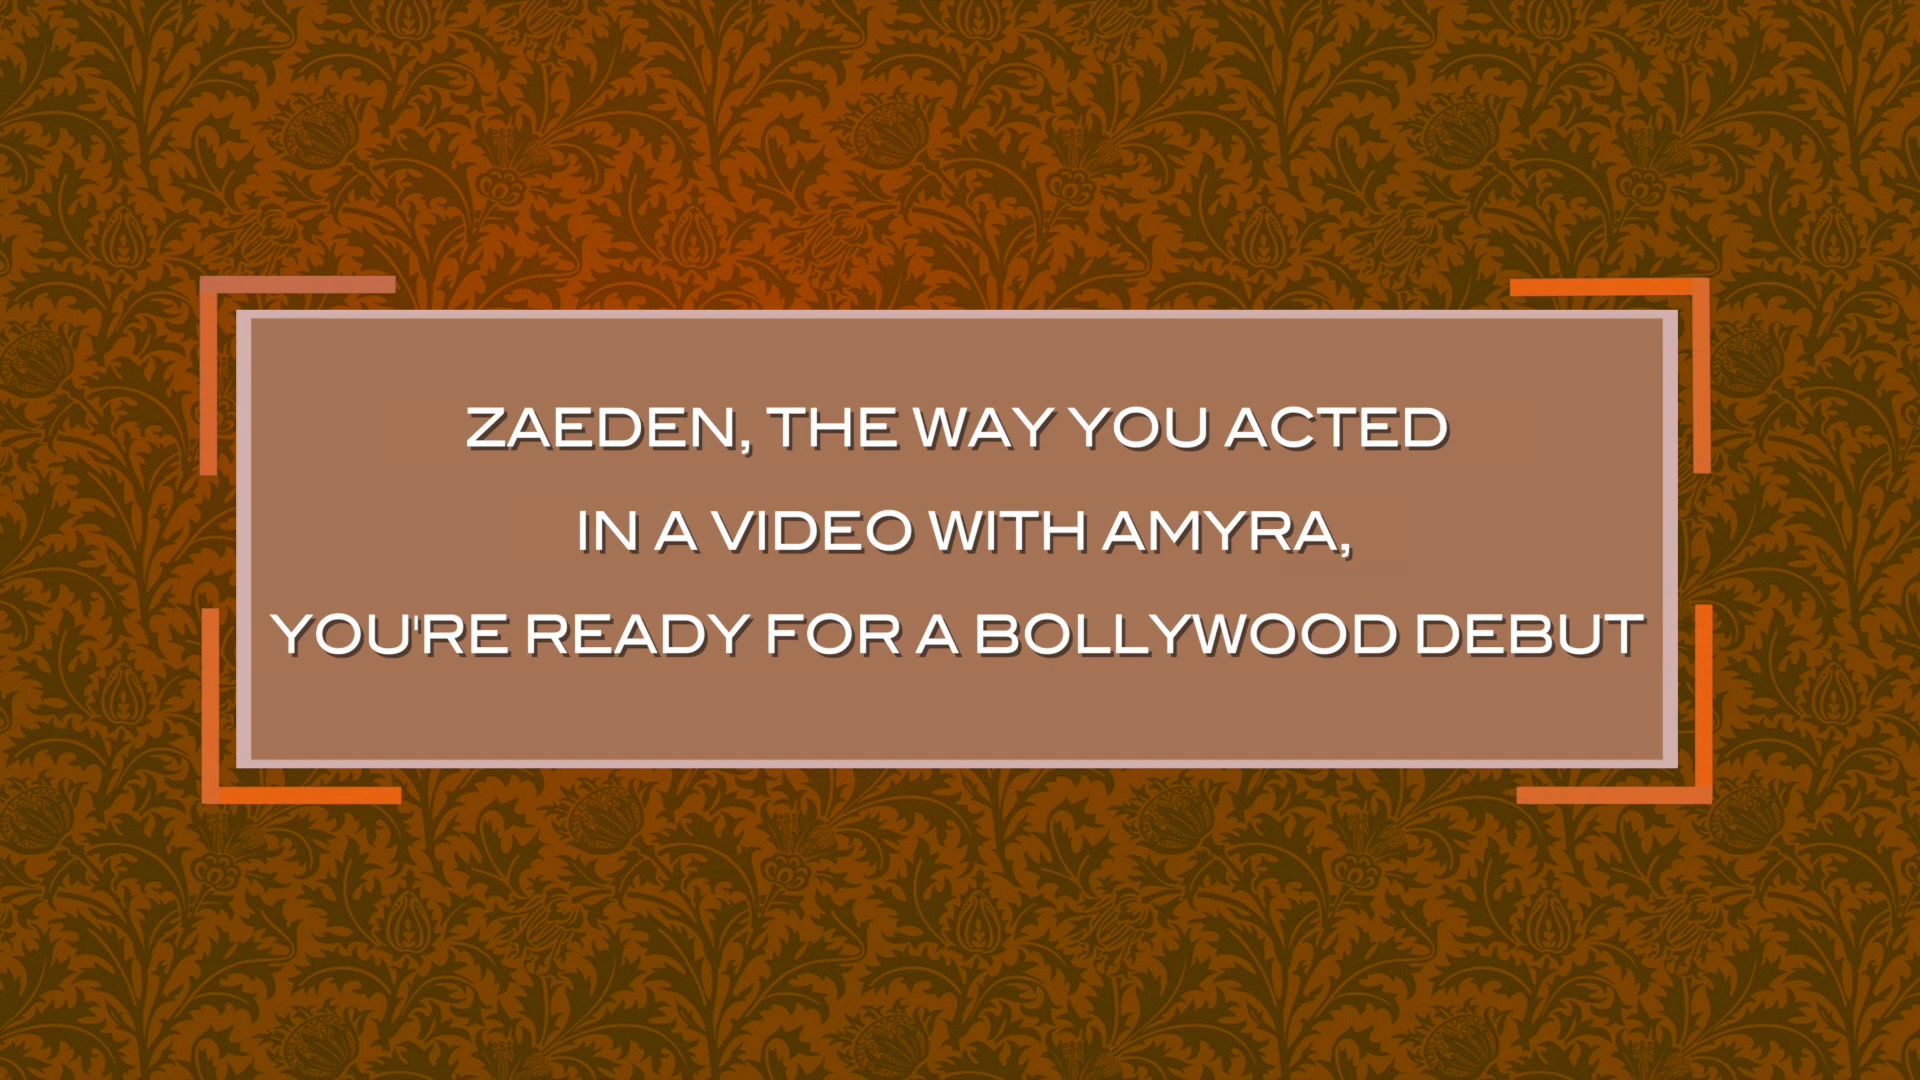 ZAEDEN, THE WAY YOU ACTED
IN A VIDEO WITH AMYRA,
YOU'RE READY FOR A BOLLYWOOD DEBUT